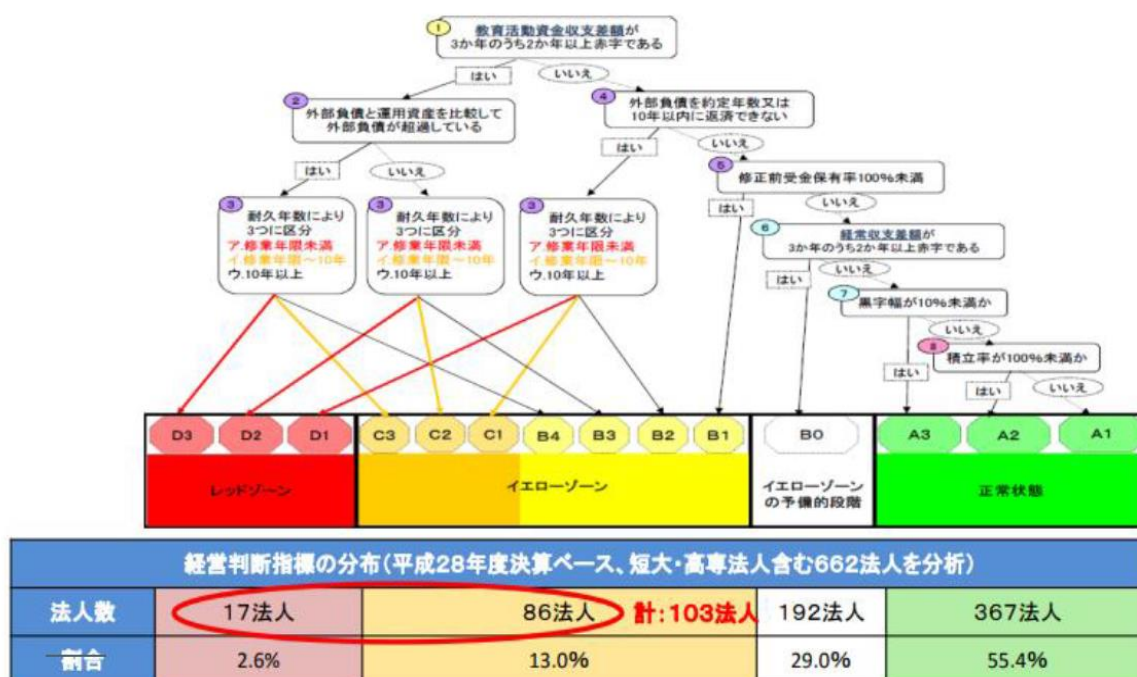 1
教育活動資金収支差額が
3か年のうち2か年以上赤字である
はい
いいえ
2
外部負債と運用資産を比較して
外部負債が超過している
4
外部負債を約定年数又は
10年以内に返済できない
はい
いいえ
はい
いいえ
5
修正前受金保有率100%未満
3
耐久年数により
3つに区分
ア.修業年限未満
イ.修業年限～10年
ウ.10年以上
3
耐久年数により
3つに区分
ア.修業年限未満
イ.修業年限～10年
ウ.10年以上
3
耐久年数により
3つに区分
ア.修業年限未満
イ.修業年限～10年
ウ.10年以上
はい
いいえ
6
経常収支差額が
3か年のうち2か年以上赤字である
はい
いいえ
7
黒字幅が10%未満か
はい
いいえ
8
積立率が100%未満か
はい
いいえ
D3 D2 D1 C3 C2 C1 B4 B3 B2 B1 B0 A3 A2 A1
レッドゾーン
イエローゾーン
イエローゾーン
の予備的段階
正常状態
経営判断指標の分布(平成28年度決算ベース、短大・高専法人含む662法人を分析)
法人数 17法人 86法人 計:103法人 192法人 367法人
割合 2.6% 13.0% 29.0% 55.4%